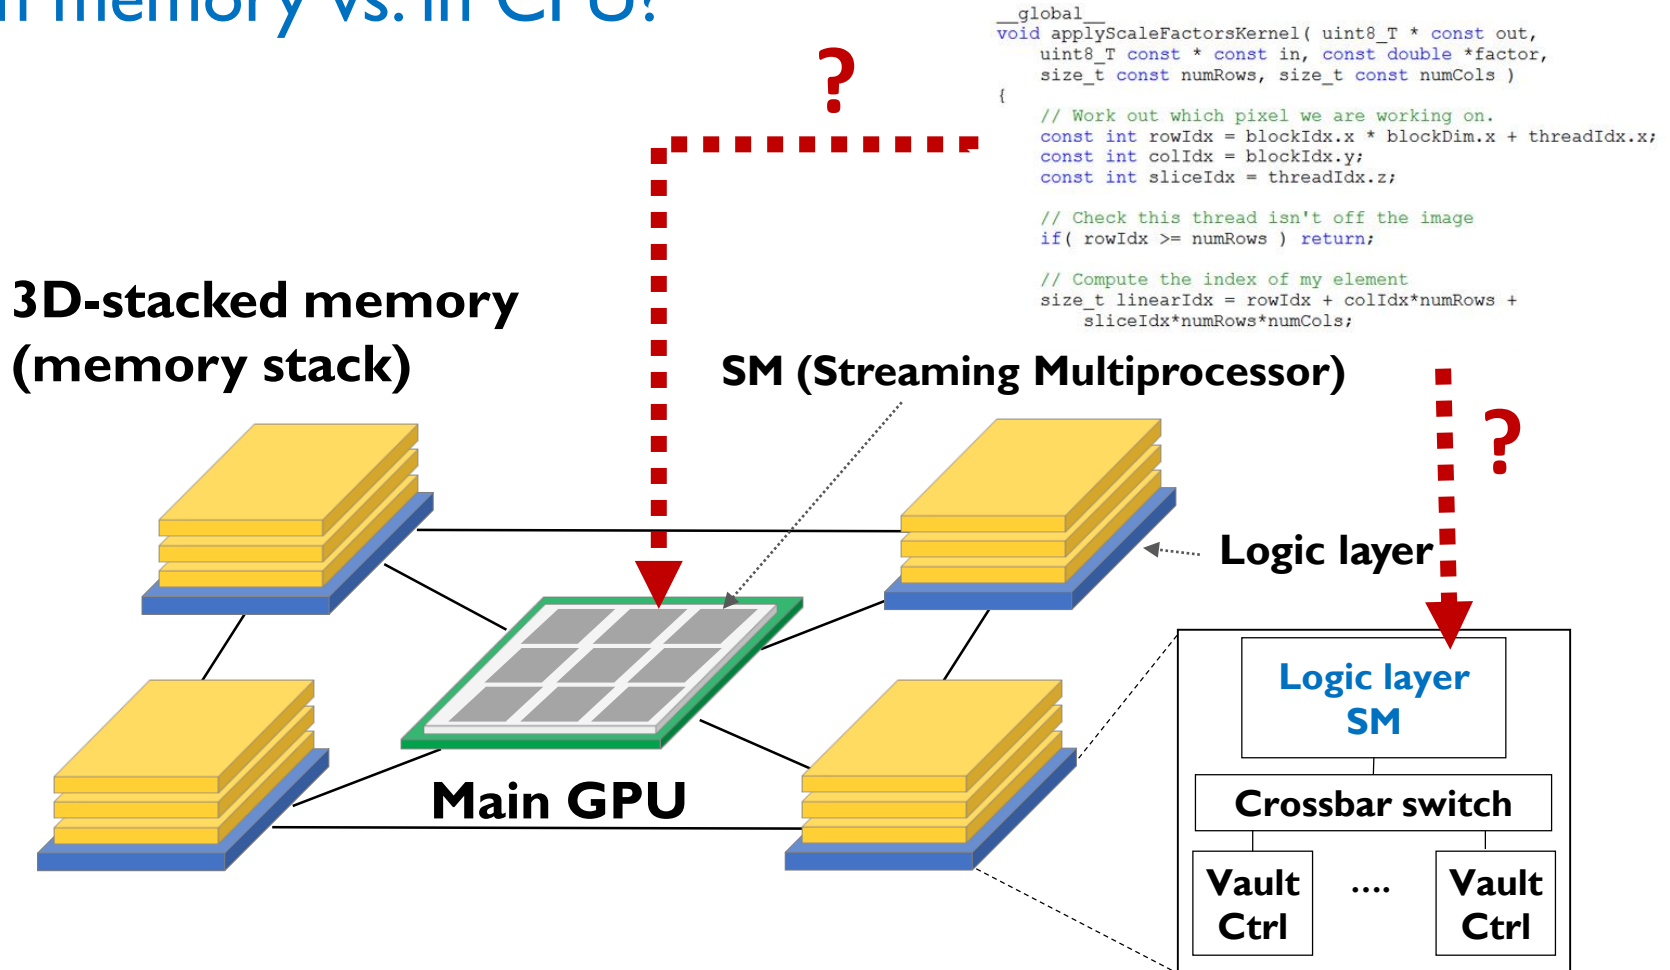 memory vs. in CPU?
?
__global__
void applyScaleFactorsKernel( uint8_T * const out,
uint8_T const * const in, const double *factor,
size_t const numRows, size_t const numCols )
{
// Work out which pixel we are working on.
const int rowIdx = blockIdx.x * blockDim.x + threadIdx.x;
const int colIdx = blockIdx.y;
const int sliceIdx = threadIdx.z;
// Check this thread isn't off the image
if( rowIdx >= numRows ) return;
// Compute the index of my element
size_t linearIdx = rowIdx + colIdx*numRows +
sliceIdx*numRows*numCols;
3D-stacked memory
(memory stack)
SM (Streaming Multiprocessor)
?
Logic layer
Main GPU
Logic layer
SM
Crossbar switch
Vault
Ctrl
....
Vault
Ctrl